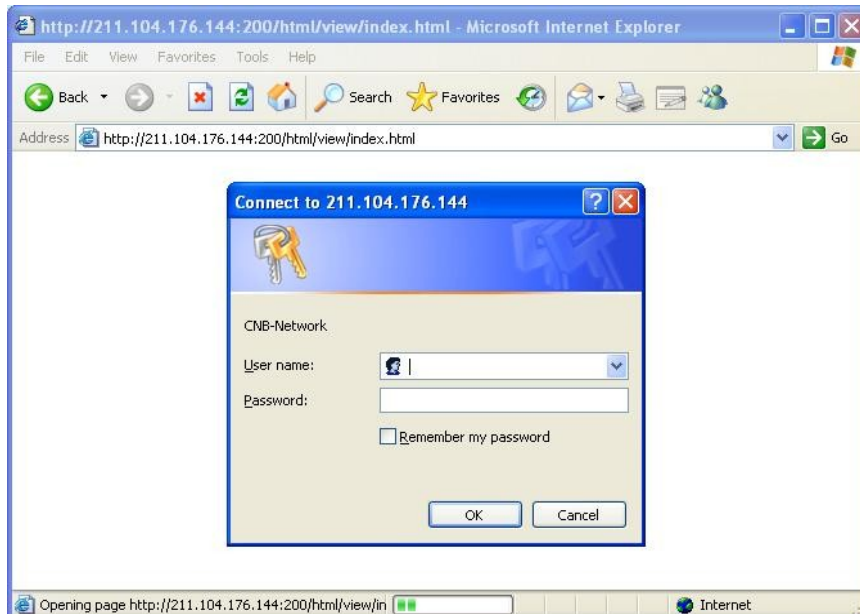 http://211.104.176.144:200/html/view/index.html - Microsoft Internet Explorer
File Edit View Favorites Tools Help
Back Search Favorites
Address http://211.104.176.144:200/html/view/index.html Go
Connect to 211.104.176.144
CNB-Network
User name:
Password:
Remember my password
OK Cancel
Opening page http://211.104.176.144:200/html/view/in Internet